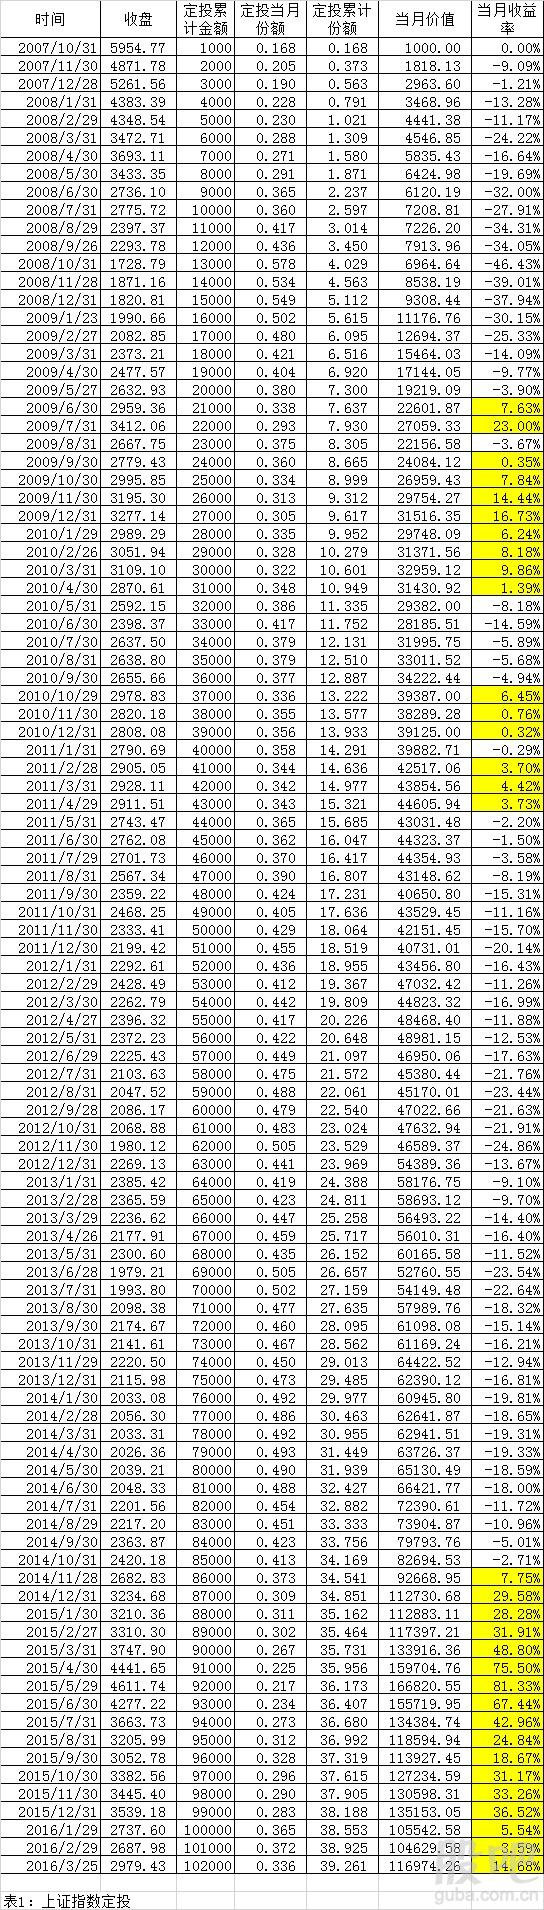 时间 收盘 定投累计金额 定投当月份额 定投累计份额 当月价值 当月收益率
2007/10/31 5954.77 1000 0.168 0.168 1000.00 0.00%
2007/11/30 4871.78 2000 0.205 0.373 1818.13 -9.09%
2007/12/28 5261.56 3000 0.190 0.563 2963.60 -1.21%
2008/1/31 4383.39 4000 0.228 0.791 3468.96 -13.28%
2008/2/29 4348.54 5000 0.230 1.021 4441.38 -11.17%
2008/3/31 3472.71 6000 0.288 1.309 4546.85 -24.22%
2008/4/30 3693.11 7000 0.271 1.580 5835.43 -16.64%
2008/5/30 3433.35 8000 0.291 1.871 6424.98 -19.69%
2008/6/30 2736.10 9000 0.365 2.237 6120.19 -32.00%
2008/7/31 2775.72 10000 0.360 2.597 7208.81 -27.91%
2008/8/29 2397.37 11000 0.417 3.014 7226.20 -34.31%
2008/9/26 2293.78 12000 0.436 3.450 7913.96 -34.05%
2008/10/31 1728.79 13000 0.578 4.029 6964.64 -46.43%
2008/11/28 1871.16 14000 0.534 4.563 8538.19 -39.01%
2008/12/31 1820.81 15000 0.549 5.112 9308.44 -37.94%
2009/1/23 1990.66 16000 0.502 5.615 11176.76 -30.15%
2009/2/27 2082.85 17000 0.480 6.095 12694.37 -25.33%
2009/3/31 2373.21 18000 0.421 6.516 15464.03 -14.09%
2009/4/30 2477.57 19000 0.404 6.920 17144.05 -9.77%
2009/5/27 2632.93 20000 0.380 7.300 19219.09 -3.90%
2009/6/30 2959.36 21000 0.338 7.637 22601.87 7.63%
2009/7/31 3412.06 22000 0.293 7.930 27059.33 23.00%
2009/8/31 2667.75 23000 0.375 8.305 22156.58 -3.67%
2009/9/30 2779.43 24000 0.360 8.665 24084.12 0.35%
2009/10/30 2995.85 25000 0.334 8.999 26959.43 7.84%
2009/11/30 3195.30 26000 0.313 9.312 29754.27 14.44%
2009/12/31 3277.14 27000 0.305 9.617 31516.35 16.73%
2010/1/29 2989.29 28000 0.335 9.952 29748.09 6.24%
2010/2/26 3051.94 29000 0.328 10.279 31371.56 8.18%
2010/3/31 3109.10 30000 0.322 10.601 32959.12 9.86%
2010/4/30 2870.61 31000 0.348 10.949 31430.92 1.39%
2010/5/31 2592.15 32000 0.386 11.335 29382.00 -8.18%
2010/6/30 2398.37 33000 0.417 11.752 28185.51 -14.59%
2010/7/30 2637.50 34000 0.379 12.131 31995.75 -5.89%
2010/8/31 2638.80 35000 0.379 12.510 33011.52 -5.68%
2010/9/30 2655.66 36000 0.377 12.887 34222.44 -4.94%
2010/10/29 2978.83 37000 0.336 13.222 39387.00 6.45%
2010/11/30 2820.18 38000 0.355 13.577 38289.28 0.76%
2010/12/31 2808.08 39000 0.356 13.933 39125.00 0.32%
2011/1/31 2790.69 40000 0.358 14.291 39882.71 -0.29%
2011/2/28 2905.05 41000 0.344 14.636 42517.06 3.70%
2011/3/31 2928.11 42000 0.342 14.977 43854.56 4.42%
2011/4/29 2911.51 43000 0.343 15.321 44605.94 3.73%
2011/5/31 2743.47 44000 0.365 15.685 43031.48 -2.20%
2011/6/30 2762.08 45000 0.362 16.047 44323.37 -1.50%
2011/7/29 2701.73 46000 0.370 16.417 44354.93 -3.58%
2011/8/31 2567.34 47000 0.390 16.807 43148.62 -8.19%
2011/9/30 2359.22 48000 0.424 17.231 40650.80 -15.31%
2011/10/31 2468.25 49000 0.405 17.636 43529.45 -11.16%
2011/11/30 2333.41 50000 0.429 18.064 42151.45 -15.70%
2011/12/30 2199.42 51000 0.455 18.519 40731.01 -20.14%
2012/1/31 2292.61 52000 0.436 18.955 43456.80 -16.43%
2012/2/29 2428.49 53000 0.412 19.367 47032.42 -11.26%
2012/3/30 2262.79 54000 0.442 19.809 44823.32 -16.99%
2012/4/27 2396.32 55000 0.417 20.226 48468.40 -11.88%
2012/5/31 2372.23 56000 0.422 20.648 48981.15 -12.53%
2012/6/29 2225.43 57000 0.449 21.097 46950.06 -17.63%
2012/7/31 2103.63 58000 0.475 21.572 45380.44 -21.76%
2012/8/31 2047.52 59000 0.488 22.061 45170.01 -23.44%
2012/9/28 2086.17 60000 0.479 22.540 47022.66 -21.63%
2012/10/31 2068.88 61000 0.483 23.024 47632.94 -21.91%
2012/11/30 1980.12 62000 0.505 23.529 46589.37 -24.86%
2012/12/31 2269.13 63000 0.441 23.969 54389.36 -13.67%
2013/1/31 2385.42 64000 0.419 24.388 58176.75 -9.10%
2013/2/28 2365.59 65000 0.423 24.811 58693.12 -9.70%
2013/3/29 2236.62 66000 0.447 25.258 56493.22 -14.40%
2013/4/26 2177.91 67000 0.459 25.717 56010.31 -16.40%
2013/5/31 2300.60 68000 0.435 26.152 60165.58 -11.52%
2013/6/28 1979.21 69000 0.505 26.657 52760.55 -23.54%
2013/7/31 1993.80 70000 0.502 27.159 54149.48 -22.64%
2013/8/30 2098.38 71000 0.477 27.635 57989.76 -18.32%
2013/9/30 2174.67 72000 0.460 28.095 61098.08 -15.14%
2013/10/31 2141.61 73000 0.467 28.562 61169.24 -16.21%
2013/11/29 2220.50 74000 0.450 29.013 64422.52 -12.94%
2013/12/31 2115.98 75000 0.473 29.485 62390.12 -16.81%
2014/1/30 2033.08 76000 0.492 29.977 60945.80 -19.81%
2014/2/28 2056.30 77000 0.486 30.463 62641.87 -18.65%
2014/3/31 2033.31 78000 0.492 30.955 62941.51 -19.31%
2014/4/30 2026.36 79000 0.493 31.449 63726.37 -19.33%
2014/5/30 2039.21 80000 0.490 31.939 65130.49 -18.59%
2014/6/30 2048.33 81000 0.488 32.427 66421.77 -18.00%
2014/7/31 2201.56 82000 0.454 32.882 72390.61 -11.72%
2014/8/29 2217.20 83000 0.451 33.333 73904.87 -10.96%
2014/9/30 2363.87 84000 0.423 33.756 79793.76 -5.01%
2014/10/31 2420.18 85000 0.413 34.169 82694.53 -2.71%
2014/11/28 2682.83 86000 0.373 34.541 92668.95 7.75%
2014/12/31 3234.68 87000 0.309 34.851 112730.68 29.58%
2015/1/30 3210.36 88000 0.311 35.162 112883.11 28.28%
2015/2/27 3310.30 89000 0.302 35.464 117397.21 31.91%
2015/3/31 3747.90 90000 0.267 35.731 133916.36 48.80%
2015/4/30 4441.65 91000 0.225 35.956 159704.76 75.50%
2015/5/29 4611.74 92000 0.217 36.173 166820.55 81.33%
2015/6/30 4277.22 93000 0.234 36.407 155719.95 67.44%
2015/7/31 3663.73 94000 0.273 36.680 134384.74 42.96%
2015/8/31 3205.99 95000 0.312 36.992 118594.94 24.84%
2015/9/30 3052.78 96000 0.328 37.319 113927.45 18.67%
2015/10/30 3382.56 97000 0.296 37.615 127234.59 31.17%
2015/11/30 3445.40 98000 0.290 37.905 130598.31 33.26%
2015/12/31 3539.18 99000 0.283 38.188 135153.05 36.52%
2016/1/29 2737.60 100000 0.365 38.553 105542.58 5.54%
2016/2/29 2687.98 101000 0.372 38.925 104629.58 3.59%
2016/3/25 2979.43 102000 0.336 39.261 116974.26 14.68%
表1：上证指数定投
股吧
guba.com.cn